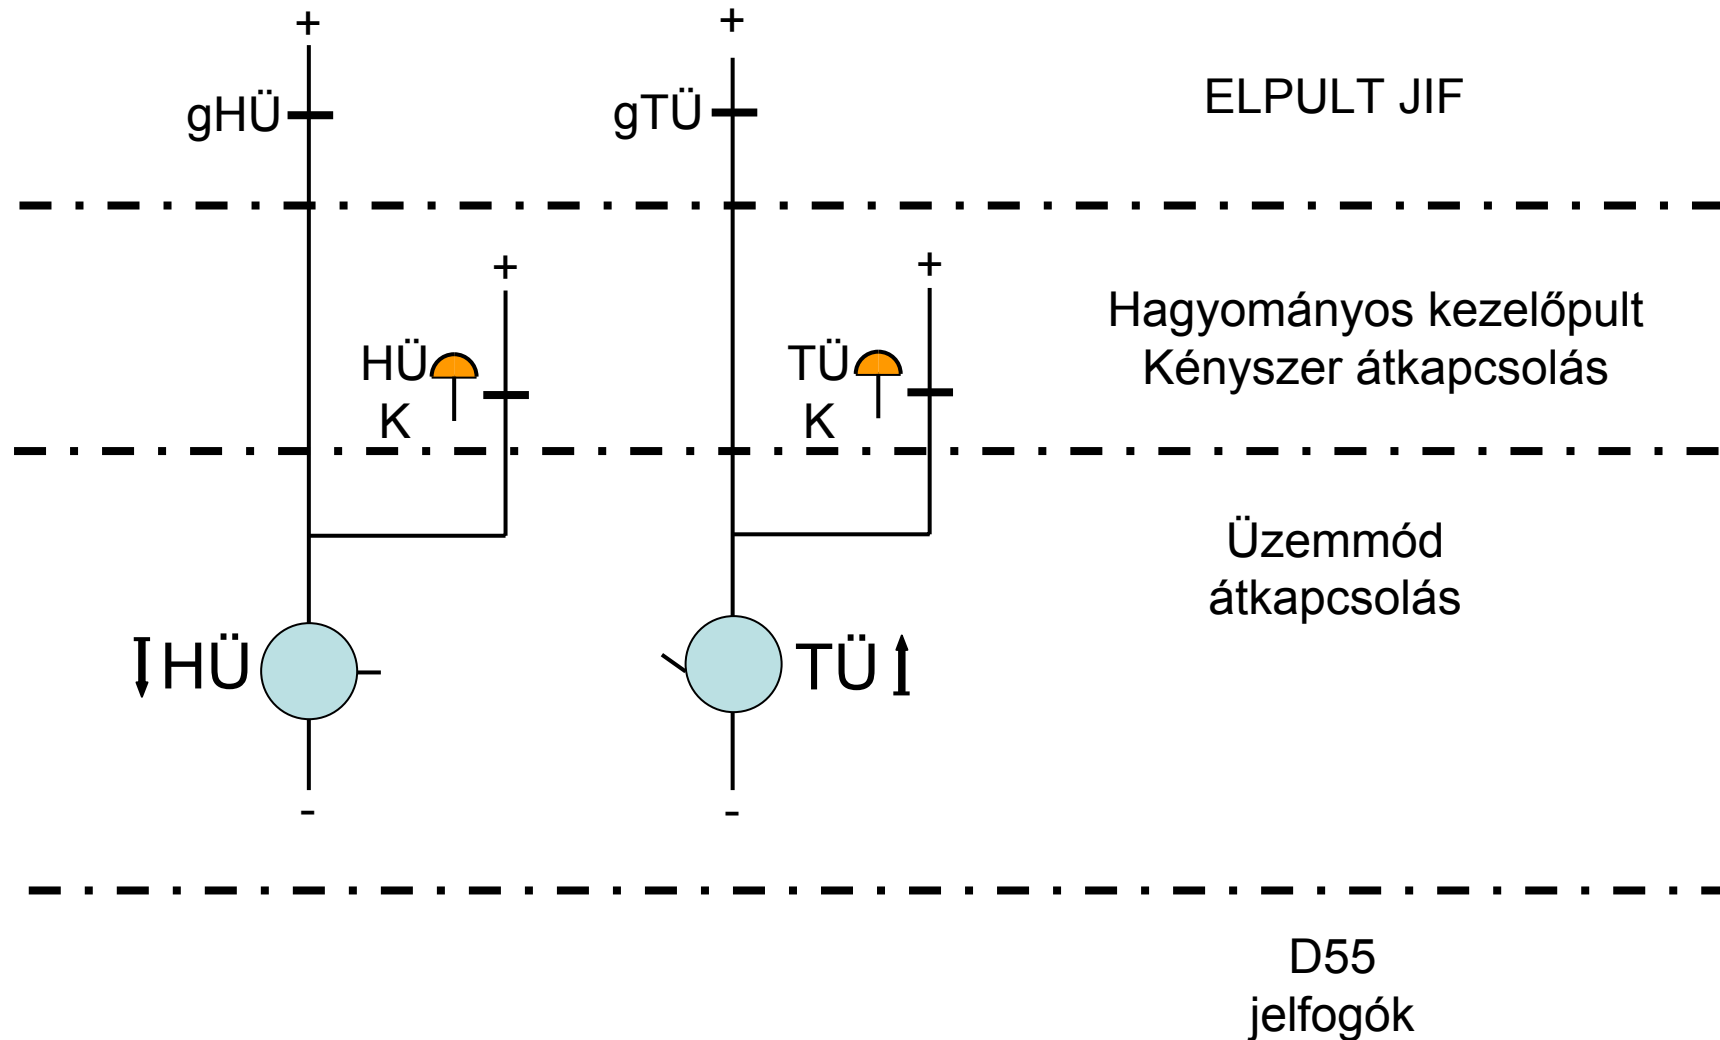 +
+
gHÜ
gTÜ
ELPULT JIF
+
+
Hagyományos kezelőpult
Kényszer átkapcsolás
HÜ
K
TÜ
K
Üzemmód
átkapcsolás
HÜ
TÜ
-
-
D55
jelfogók